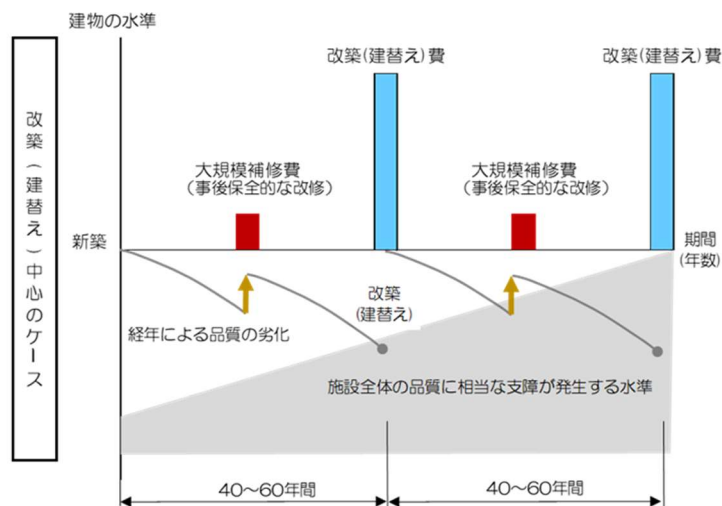 建物の水準
改築(建替え)費
改築(建替え)費
改築(建替え)中心のケース
大規模補修費
(事後保全的な改修)
大規模補修費
(事後保全的な改修)
新築
期間
(年数)
改築
(建替え)
経年による品質の劣化
施設全体の品質に相当な支障が発生する水準
40～60年間
40～60年間